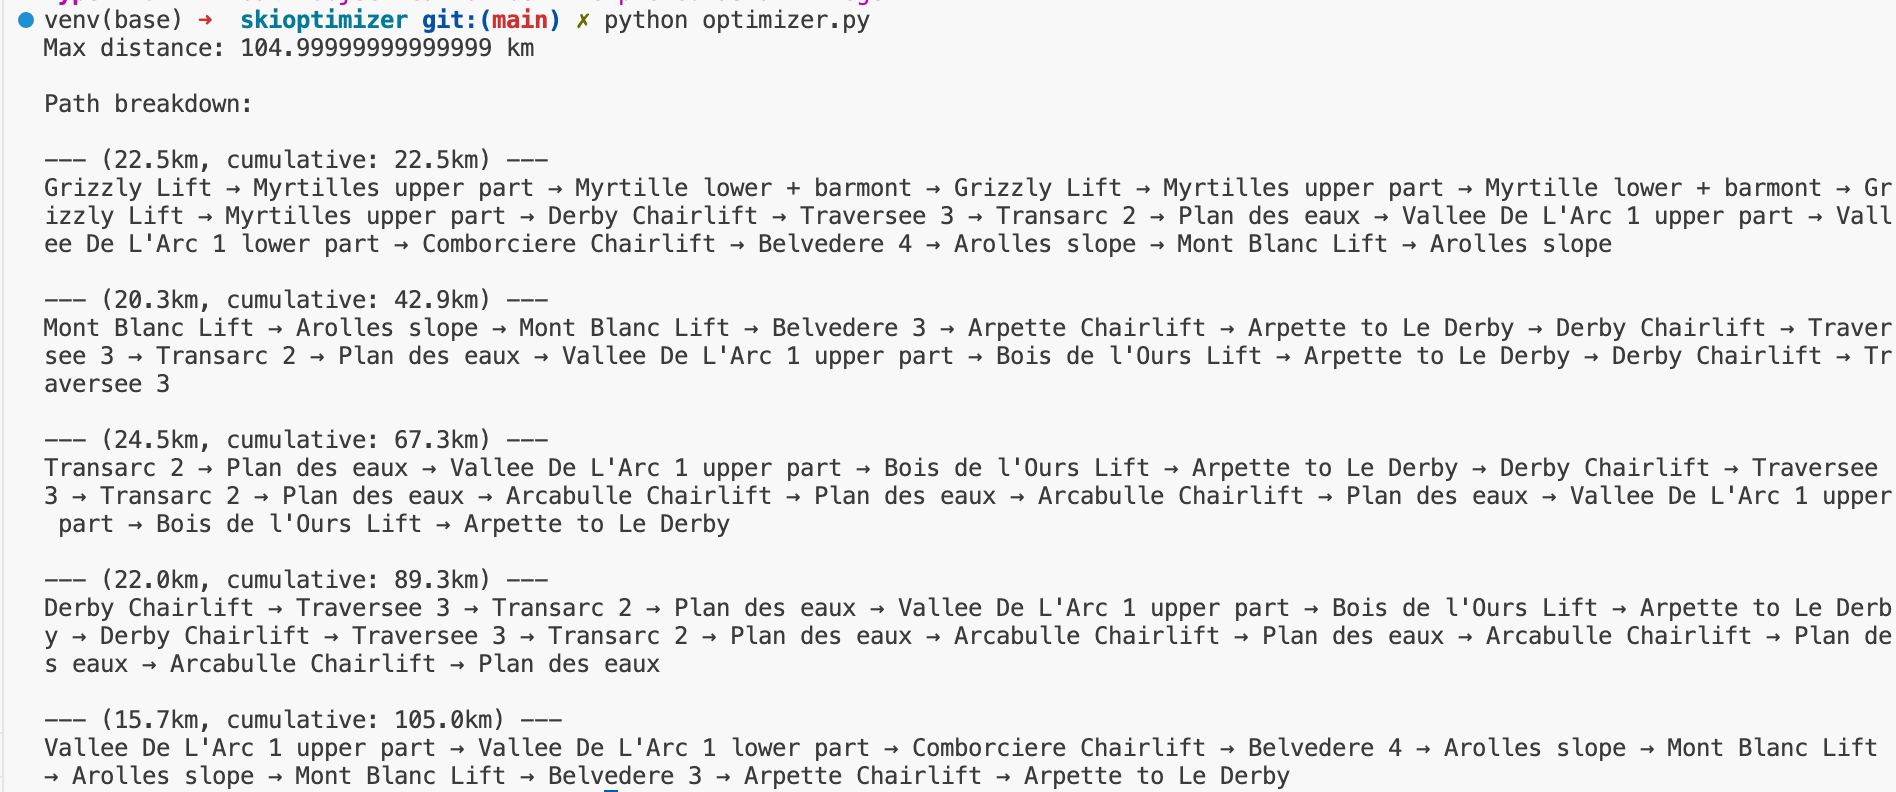 venv(base) → skioptimizer git:(main) ✗ python optimizer.py
Max distance: 104.99999999999999 km
Path breakdown:
--- (22.5km, cumulative: 22.5km) ---
Grizzly Lift → Myrtilles upper part → Myrtille lower + barmont → Grizzly Lift → Myrtilles upper part → Myrtille lower + barmont → Gr
izzly Lift → Myrtilles upper part → Derby Chairlift → Traversee 3 → Transarc 2 → Plan des eaux → Vallee De L'Arc 1 upper part → Vall
ee De L'Arc 1 lower part → Comborciere Chairlift → Belvedere 4 → Arolles slope → Mont Blanc Lift → Arolles slope
--- (20.3km, cumulative: 42.9km) ---
Mont Blanc Lift → Arolles slope → Mont Blanc Lift → Belvedere 3 → Arpette Chairlift → Arpette to Le Derby → Derby Chairlift → Traver
see 3 → Transarc 2 → Plan des eaux → Vallee De L'Arc 1 upper part → Bois de l'Ours Lift → Arpette to Le Derby → Derby Chairlift → Tr
aversee 3
--- (24.5km, cumulative: 67.3km) ---
Transarc 2 → Plan des eaux → Vallee De L'Arc 1 upper part → Bois de l'Ours Lift → Arpette to Le Derby → Derby Chairlift → Traversee
3 → Transarc 2 → Plan des eaux → Arcabulle Chairlift → Plan des eaux → Arcabulle Chairlift → Plan des eaux → Vallee De L'Arc 1 upper
part → Bois de l'Ours Lift → Arpette to Le Derby
--- (22.0km, cumulative: 89.3km) ---
Derby Chairlift → Traversee 3 → Transarc 2 → Plan des eaux → Vallee De L'Arc 1 upper part → Bois de l'Ours Lift → Arpette to Le Derb
y → Derby Chairlift → Traversee 3 → Transarc 2 → Plan des eaux → Arcabulle Chairlift → Plan des eaux → Arcabulle Chairlift → Plan de
s eaux → Arcabulle Chairlift → Plan des eaux
--- (15.7km, cumulative: 105.0km) ---
Vallee De L'Arc 1 upper part → Vallee De L'Arc 1 lower part → Comborciere Chairlift → Belvedere 4 → Arolles slope → Mont Blanc Lift
→ Arolles slope → Mont Blanc Lift → Belvedere 3 → Arpette Chairlift → Arpette to Le Derby